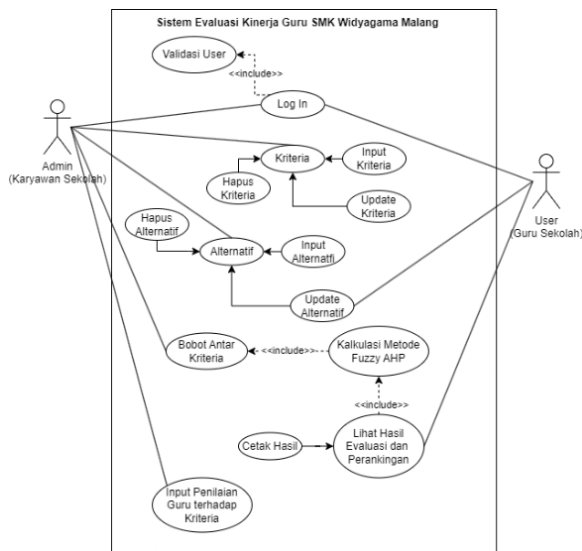 Sistem Evaluasi Kinerja Guru SMK Widyagama Malang
Validasi User
<<include>>
Log In
Admin
(Karyawan Sekolah)
Kriteria
Input
Kriteria
Hapus
Kriteria
Update
Kriteria
User
(Guru Sekolah)
Hapus
Alternatif
Alternatif
Input
Alternatfi
Update
Alternatif
Bobot Antar
Kriteria
<<include>>
Kalkulasi Metode
Fuzzy AHP
<<include>>
Cetak Hasil
Lihat Hasil
Evaluasi dan
Perankingan
Input Penilaian
Guru terhadap
Kriteria